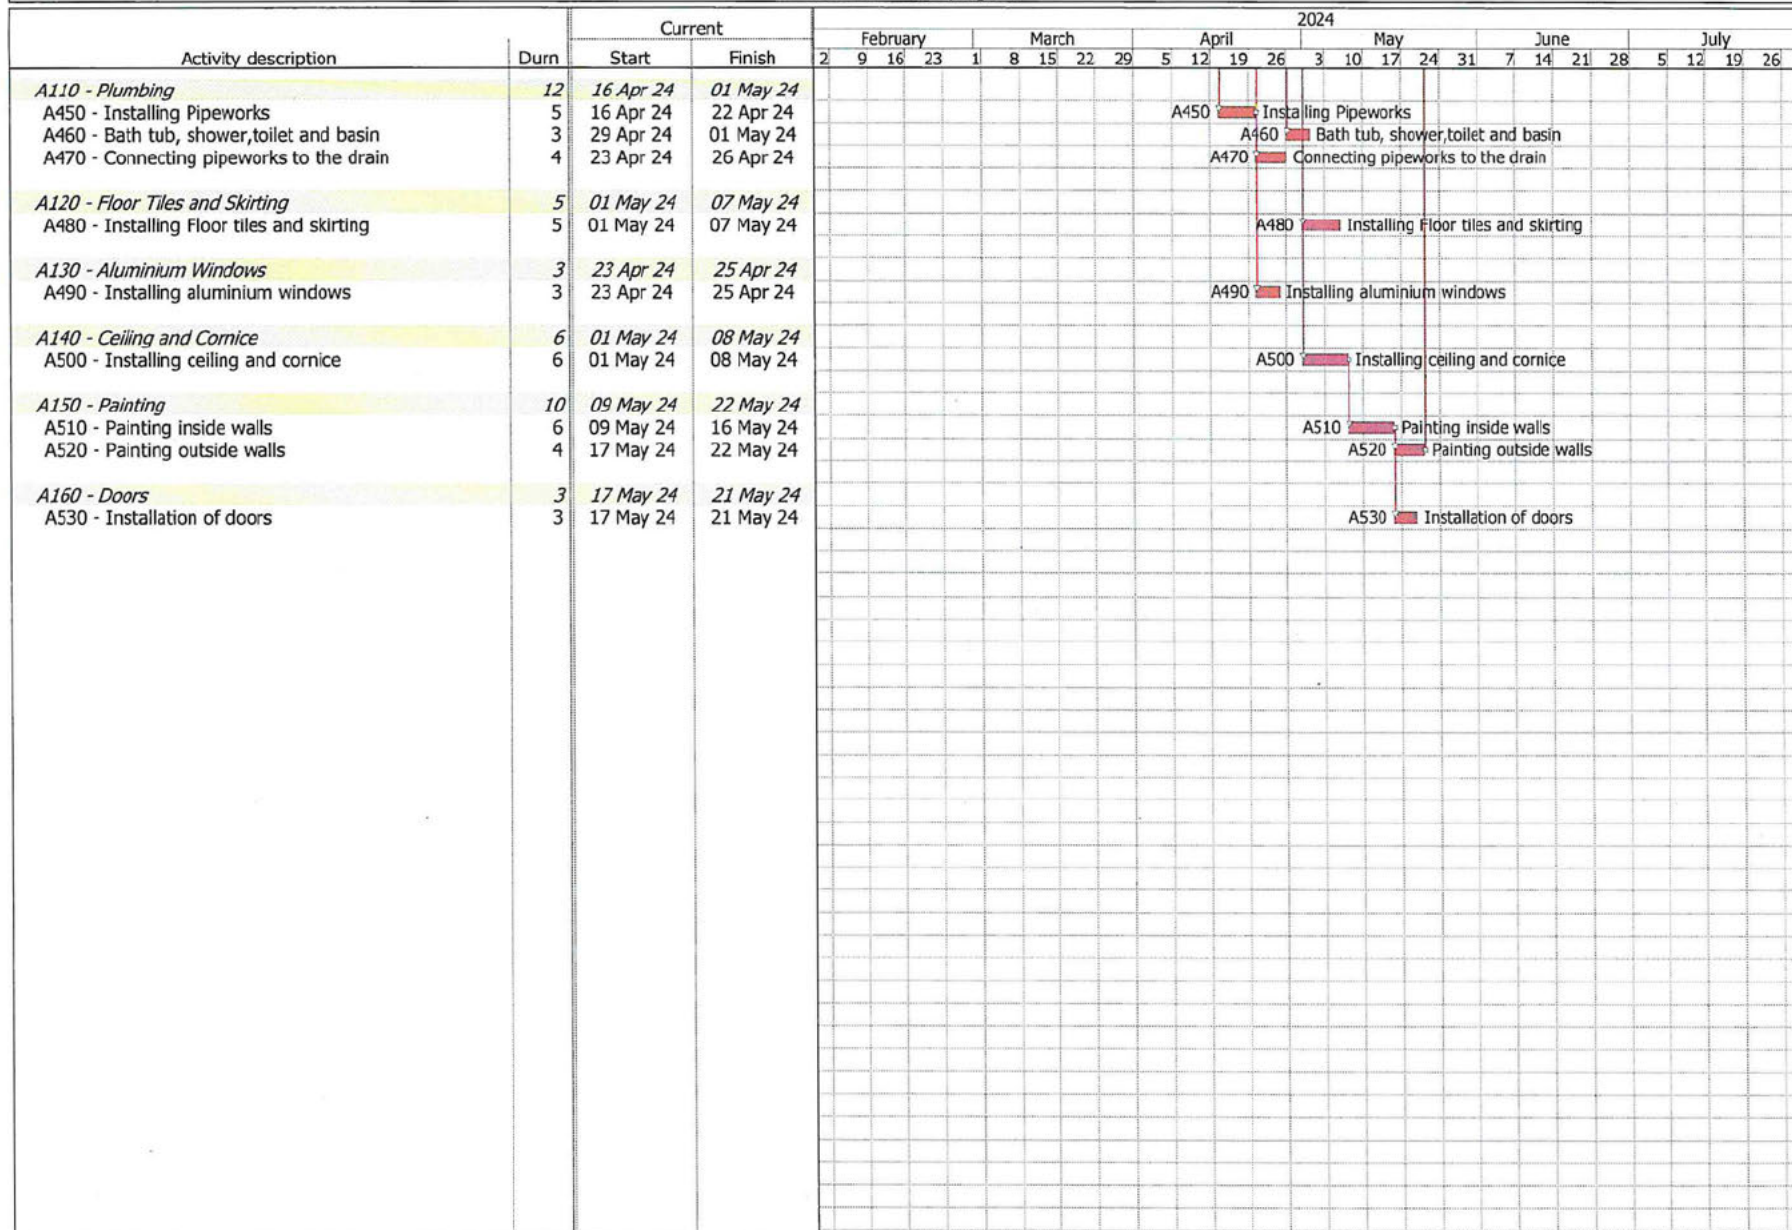 2024
Current
February March April May June July
Activity description Durn Start Finish 2 9 16 23 1 8 15 22 29 5 12 19 26 3 10 17 24 31 7 14 21 28 5 12 19 26
A110 - Plumbing 12 16 Apr 24 01 May 24
A450 - Installing Pipeworks 5 16 Apr 24 22 Apr 24 A450 Installing Pipeworks
A460 - Bath tub, shower,toilet and basin 3 29 Apr 24 01 May 24 A460 Bath tub, shower,toilet and basin
A470 - Connecting pipeworks to the drain 4 23 Apr 24 26 Apr 24 A470 Connecting pipeworks to the drain
A120 - Floor Tiles and Skirting 5 01 May 24 07 May 24
A480 - Installing Floor tiles and skirting 5 01 May 24 07 May 24 A480 Installing Floor tiles and skirting
A130 - Aluminium Windows 3 23 Apr 24 25 Apr 24
A490 - Installing aluminium windows 3 23 Apr 24 25 Apr 24 A490 Installing aluminium windows
A140 - Ceiling and Cornice 6 01 May 24 08 May 24
A500 - Installing ceiling and cornice 6 01 May 24 08 May 24 A500 Installing ceiling and cornice
A150 - Painting 10 09 May 24 22 May 24
A510 - Painting inside walls 6 09 May 24 16 May 24 A510 Painting inside walls
A520 - Painting outside walls 4 17 May 24 22 May 24 A520 Painting outside walls
A160 - Doors 3 17 May 24 21 May 24
A530 - Installation of doors 3 17 May 24 21 May 24 A530 Installation of doors